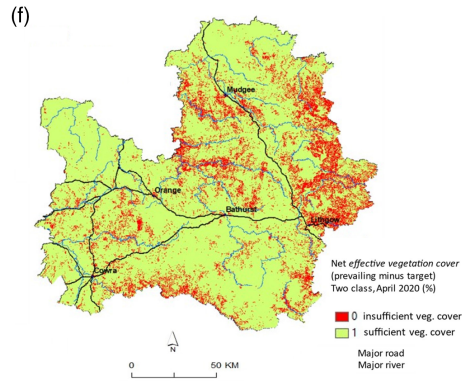 (f)
Mudgee
Orange
Bathurst
Lithgow
Cowra
Net effective vegetation cover
(prevailing minus target)
Two class, April 2020 (%)
0 insufficient veg. cover
1 sufficient veg. cover
Major road
Major river
N
0 50 KM